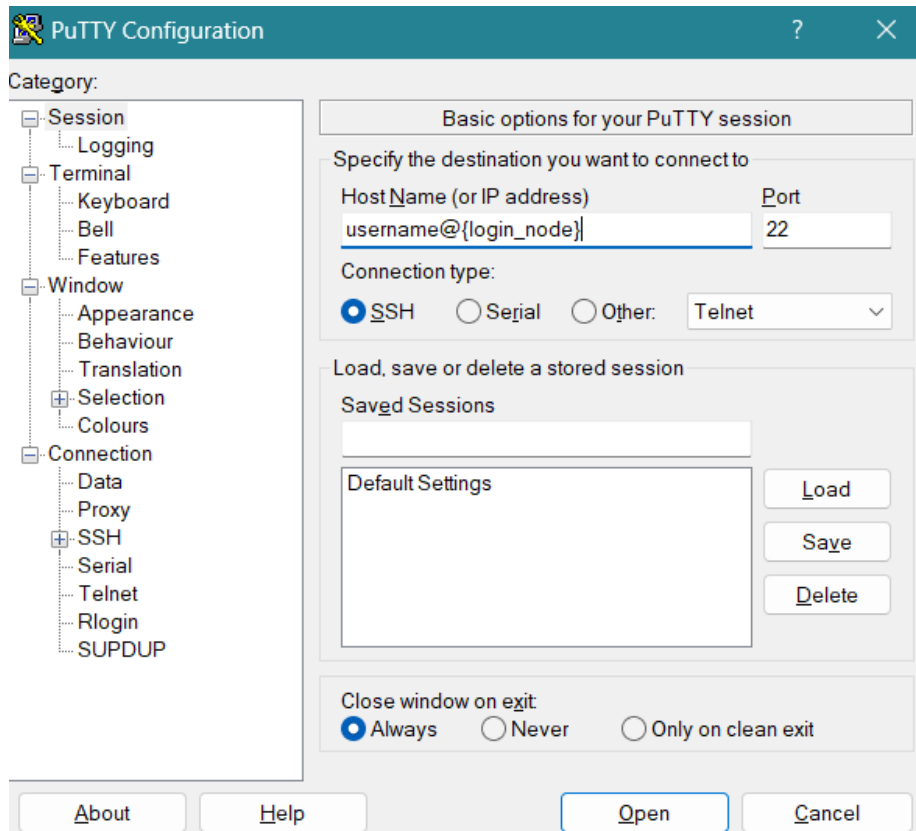 PuTTY Configuration
?
Category:
Session
Logging
Terminal
Keyboard
Bell
Features
Window
Appearance
Behaviour
Translation
Selection
Colours
Connection
Data
Proxy
SSH
Serial
Telnet
Rlogin
SUPDUP
Basic options for your PuTTY session
Specify the destination you want to connect to
Host Name (or IP address) Port
username@{login_node} 22
Connection type:
SSH Serial Other: Telnet
Load, save or delete a stored session
Saved Sessions
Default Settings
Load
Save
Delete
Close window on exit:
Always Never Only on clean exit
About Help Open Cancel